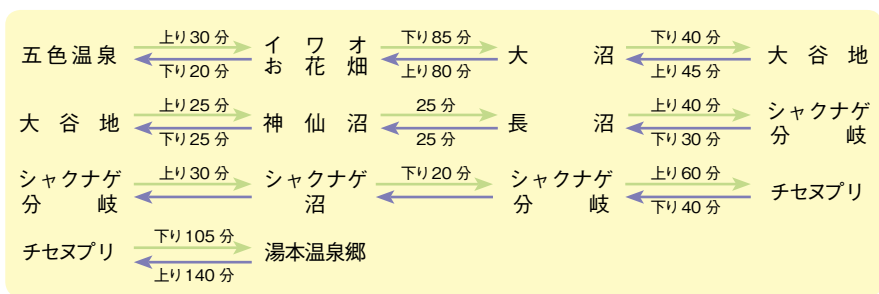 上り30分 下り85分 下り40分
五色温泉 イワオお花畑 大沼 大谷地
下り20分 上り80分 上り45分
上り25分 25分 上り40分
大谷地 神仙沼 長沼 シャクナゲ分岐
下り25分 25分 下り30分
上り30分 下り20分 上り60分
シャクナゲ分岐 シャクナゲ沼 シャクナゲ分岐 チセヌプリ
下り40分
下り105分
チセヌプリ 湯本温泉郷
上り140分